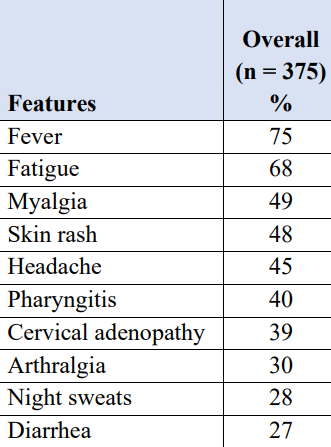 Features Overall (n = 375) %
Fever 75
Fatigue 68
Myalgia 49
Skin rash 48
Headache 45
Pharyngitis 40
Cervical adenopathy 39
Arthralgia 30
Night sweats 28
Diarrhea 27